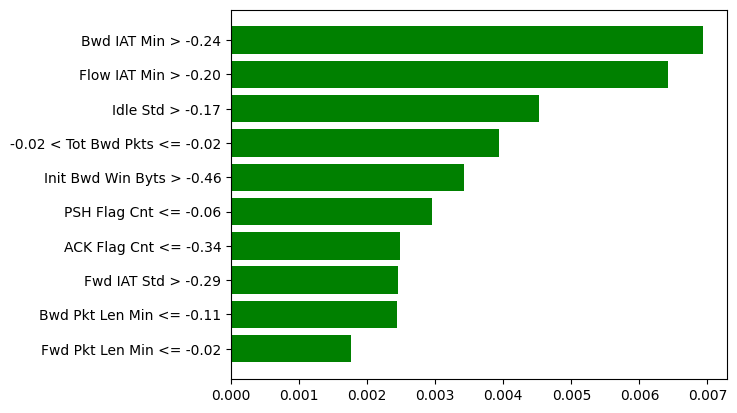 Bwd IAT Min > -0.24
Flow IAT Min > -0.20
Idle Std > -0.17
-0.02 < Tot Bwd Pkts <= -0.02
Init Bwd Win Byts > -0.46
PSH Flag Cnt <= -0.06
ACK Flag Cnt <= -0.34
Fwd IAT Std > -0.29
Bwd Pkt Len Min <= -0.11
Fwd Pkt Len Min <= -0.02
0.000 0.001 0.002 0.003 0.004 0.005 0.006 0.007